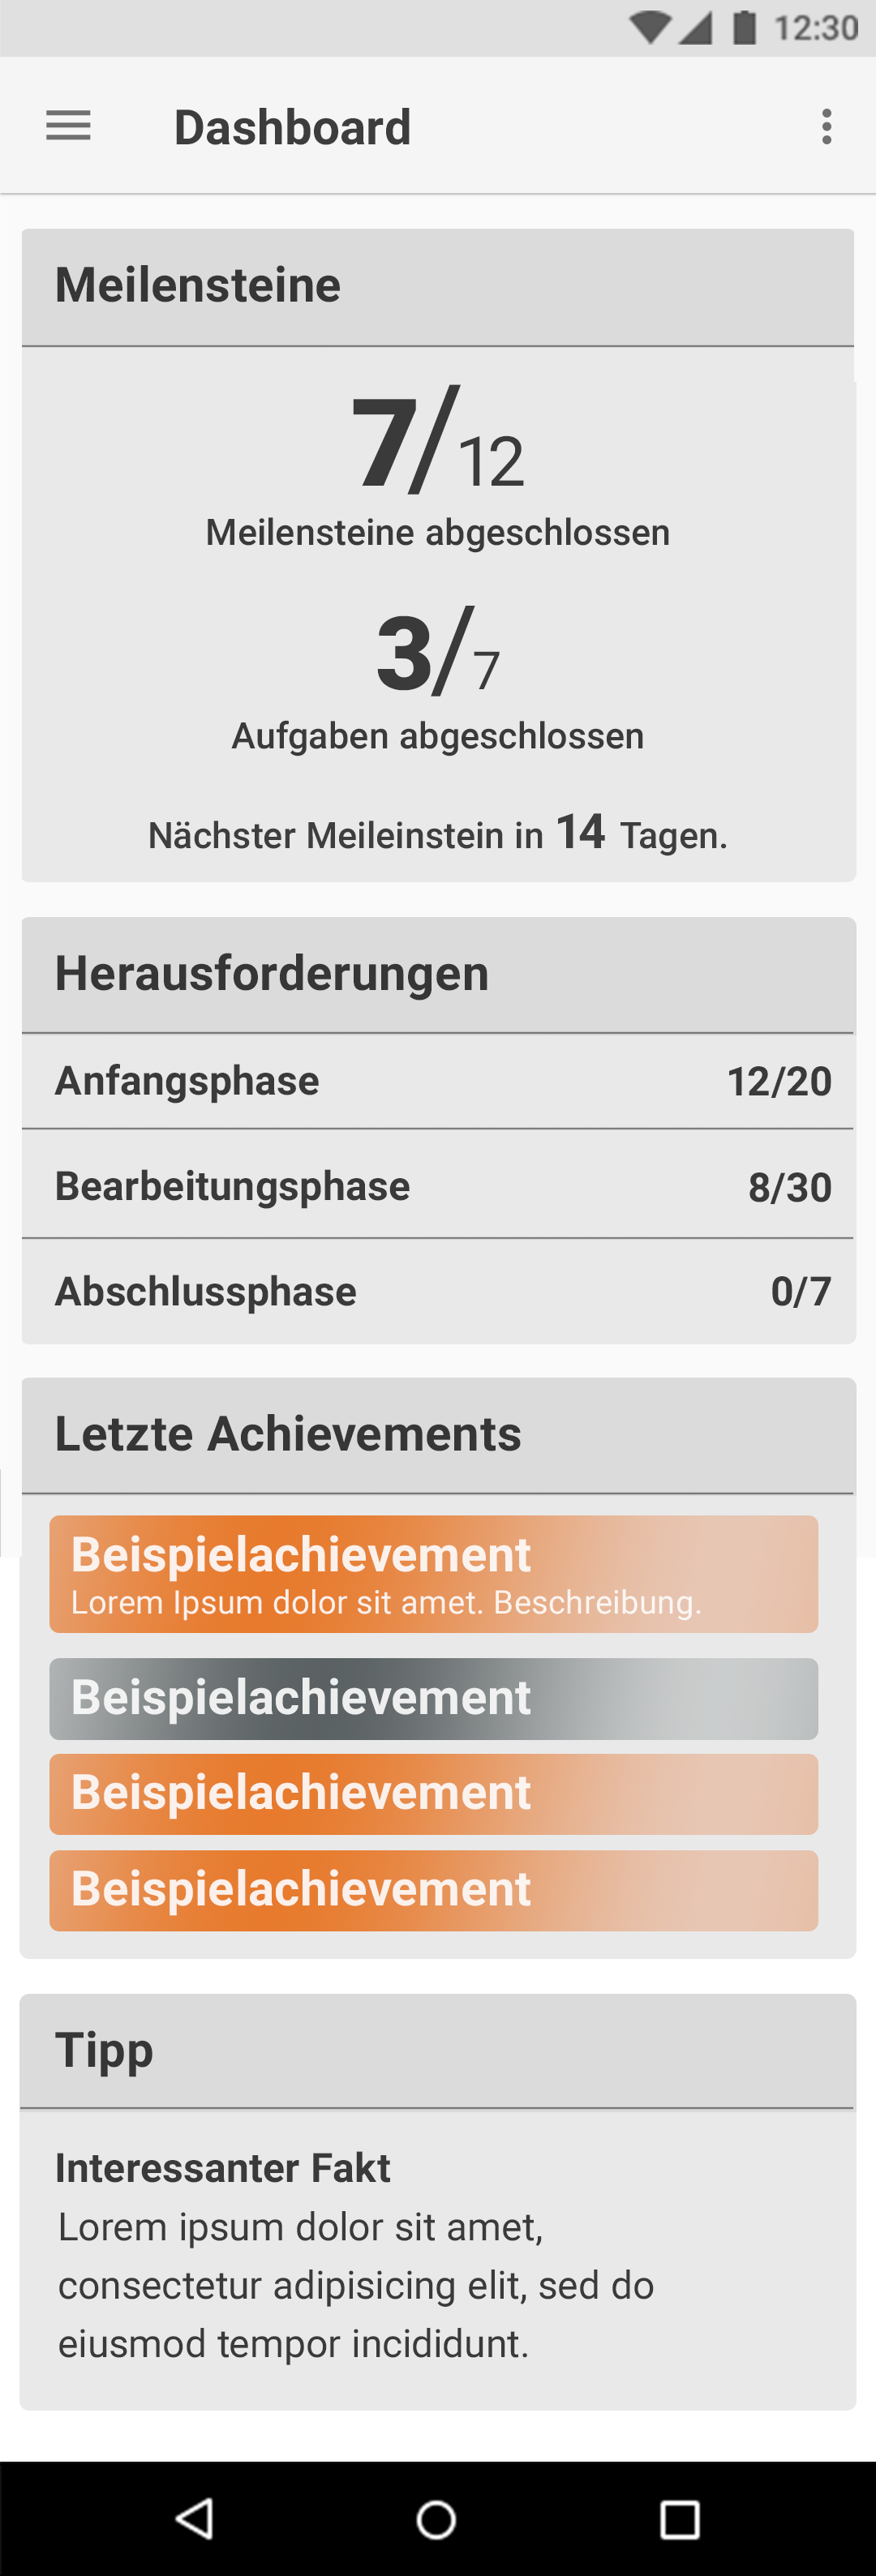 12:30
Dashboard
Meilensteine
7/12
Meilensteine abgeschlossen
3/7
Aufgaben abgeschlossen
Nächster Meileinstein in 14 Tagen.
Herausforderungen
Anfangsphase 12/20
Bearbeitungsphase 8/30
Abschlussphase 0/7
Letzte Achievements
Beispielachievement
Lorem Ipsum dolor sit amet. Beschreibung.
Beispielachievement
Beispielachievement
Beispielachievement
Tipp
Interessanter Fakt
Lorem ipsum dolor sit amet,
consectetur adipisicing elit, sed do
eiusmod tempor incididunt.